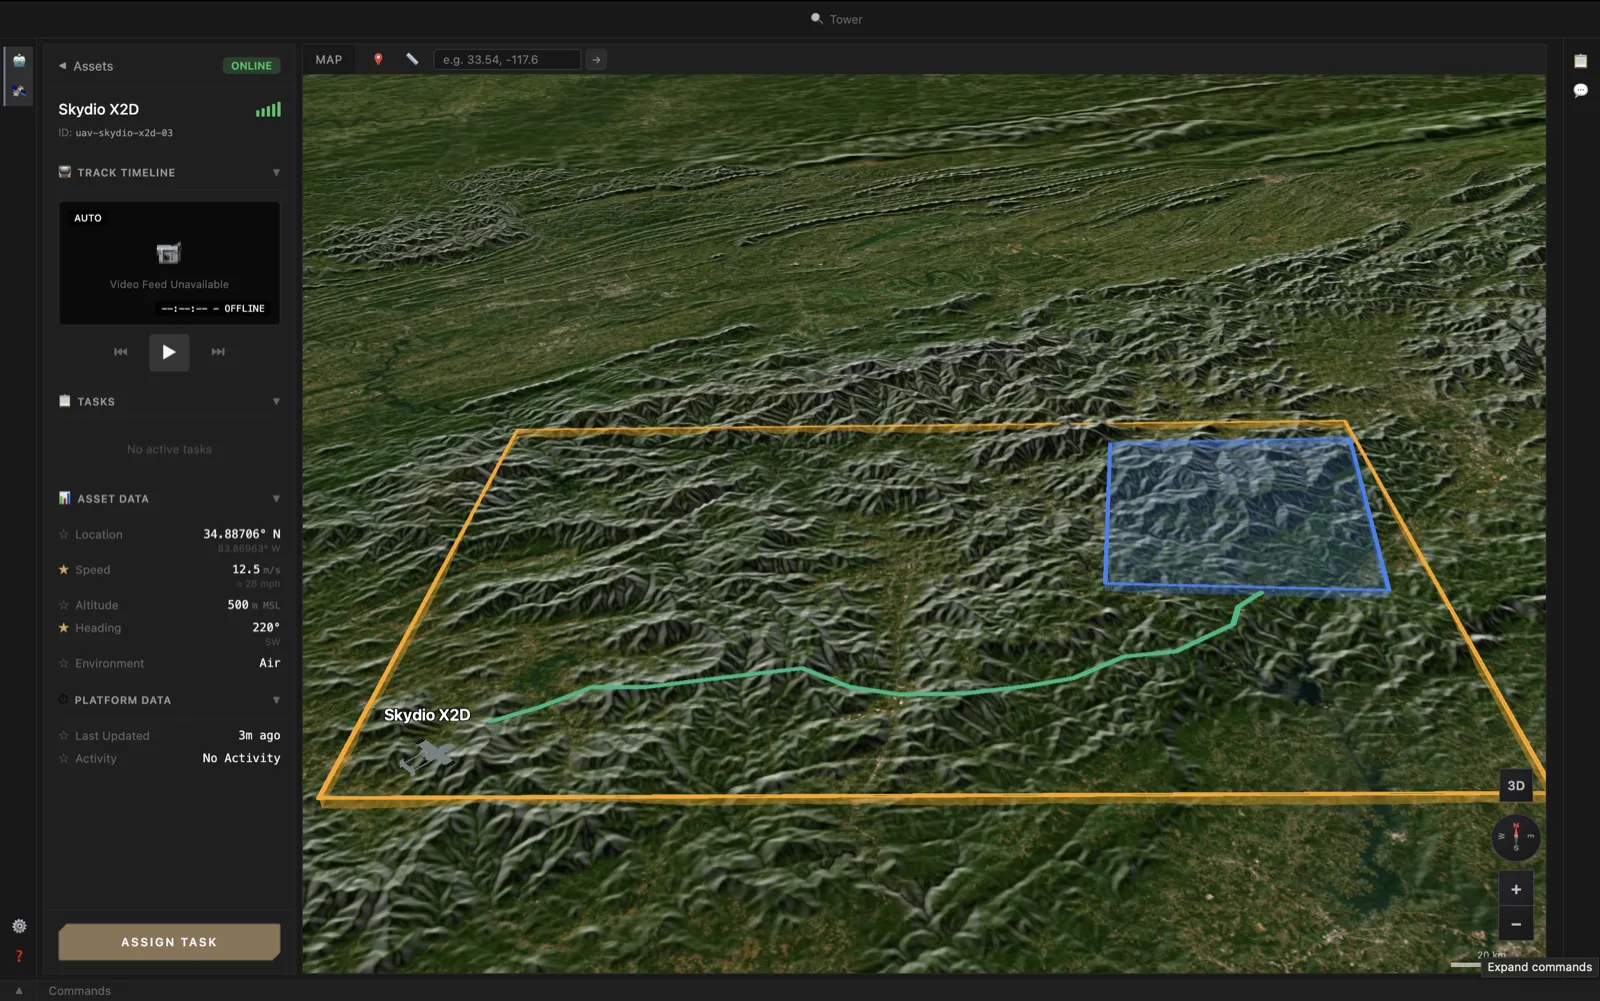 Tower
Assets
ONLINE
Skydio X2D
ID: uav-skydio-x2d-03
TRACK TIMELINE
AUTO
Video Feed Unavailable
--:--:-- - OFFLINE
TASKS
No active tasks
ASSET DATA
Location
34.88706° N
83.86963° W
Speed
12.5 m/s
≈ 28 mph
Altitude
500 m MSL
Heading
220°
SW
Environment
Air
PLATFORM DATA
Last Updated
3m ago
Activity
No Activity
ASSIGN TASK
Commands
MAP
e.g. 33.54, -117.6
Skydio X2D
3D
N
W
E
S
20 km
Expand commands